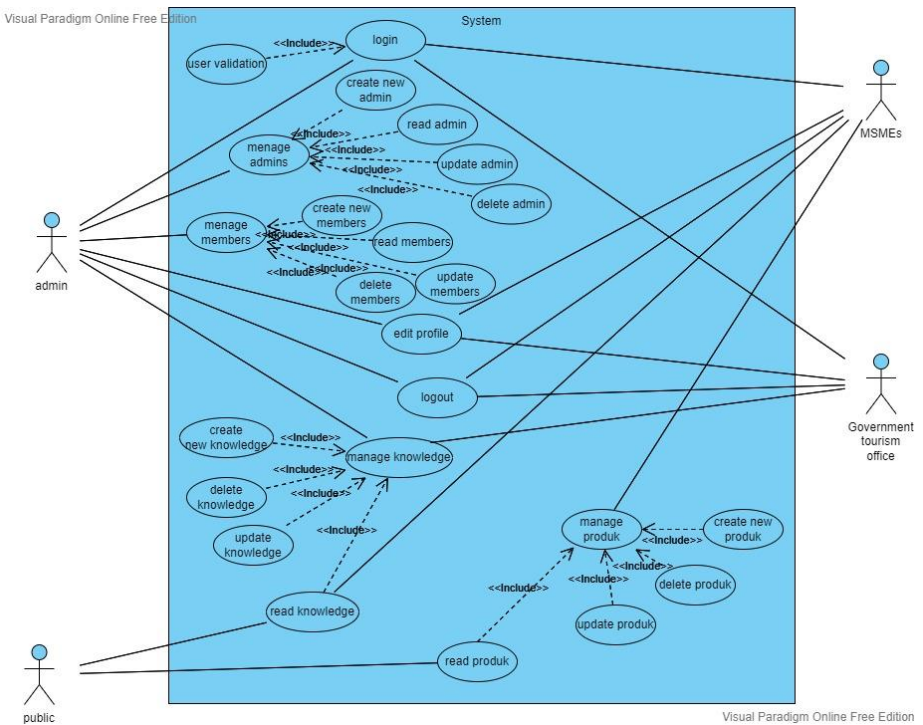 Visual Paradigm Online Free Edition
System
<<Include>>
login
user validation
MSMEs
create new
admin
<<Include>>
read admin
menage
admins
<<Include>>
update admin
<<Include>>
<<Include>>
delete admin
create new
members
menage
members
<<Include>>
read members
<<Include>>
<<Include>>
<<Include>>
delete
members
update
members
admin
edit profile
logout
Government
tourism
office
create
new knowledge
<<Include>>
manage knowledge
<<Include>>
delete
knowledge
<<Include>>
update
knowledge
<<Include>>
manage
produk
create new
produk
<<Include>>
<<Include>>
delete produk
<<Include>>
<<Include>>
update produk
read knowledge
read produk
public
Visual Paradigm Online Free Edition